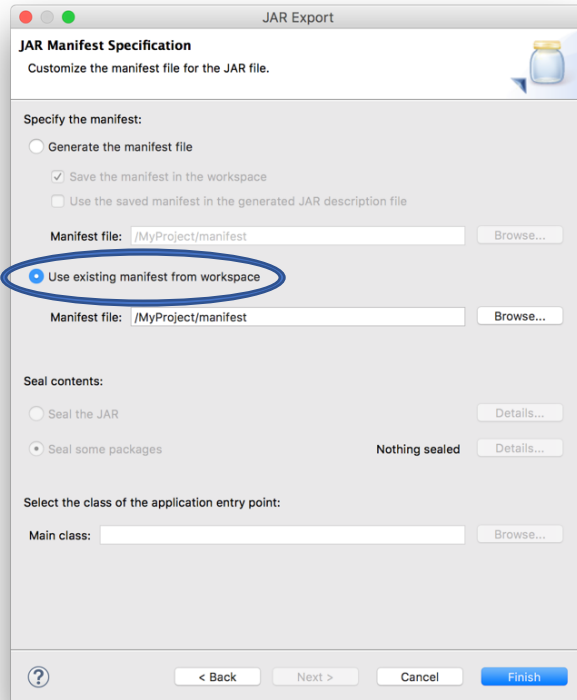 JAR Export
JAR Manifest Specification
Customize the manifest file for the JAR file.
Specify the manifest:
Generate the manifest file
Save the manifest in the workspace
Use the saved manifest in the generated JAR description file
Manifest file: /MyProject/manifest Browse...
Use existing manifest from workspace
Manifest file: /MyProject/manifest Browse...
Seal contents:
Seal the JAR Details...
Seal some packages Nothing sealed Details...
Select the class of the application entry point:
Main class: Browse...
? < Back Next > Cancel Finish